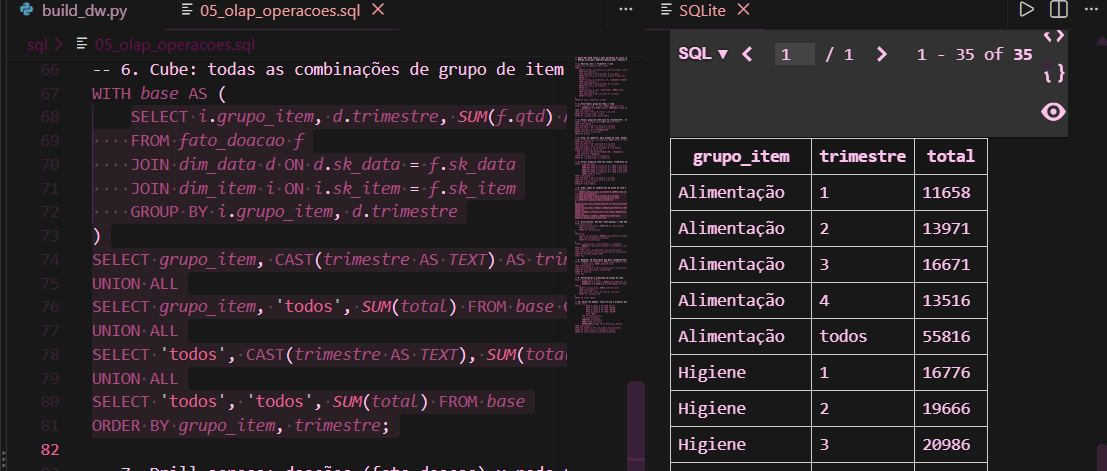 build_dw.py
05_olap_operacoes.sql
SQLite
sql > 05_olap_operacoes.sql
66 -- 6. Cube: todas as combinações de grupo de item
67 WITH base AS (
68 SELECT i.grupo_item, d.trimestre, SUM(f.qtd)
69 FROM fato_doacao f
70 JOIN dim_data d ON d.sk_data = f.sk_data
71 JOIN dim_item i ON i.sk_item = f.sk_item
72 GROUP BY i.grupo_item, d.trimestre
73 )
74 SELECT grupo_item, CAST(trimestre AS TEXT) AS
75 UNION ALL
76 SELECT grupo_item, 'todos', SUM(total) FROM base
77 UNION ALL
78 SELECT 'todos', CAST(trimestre AS TEXT),
79 UNION ALL
80 SELECT 'todos', 'todos', SUM(total) FROM base
81 ORDER BY grupo_item, trimestre;
82
SQL ▼ < 1 / 1 > 1 - 35 of 35
grupo_item trimestre total
Alimentação 1 11658
Alimentação 2 13971
Alimentação 3 16671
Alimentação 4 13516
Alimentação todos 55816
Higiene 1 16776
Higiene 2 19666
Higiene 3 20986